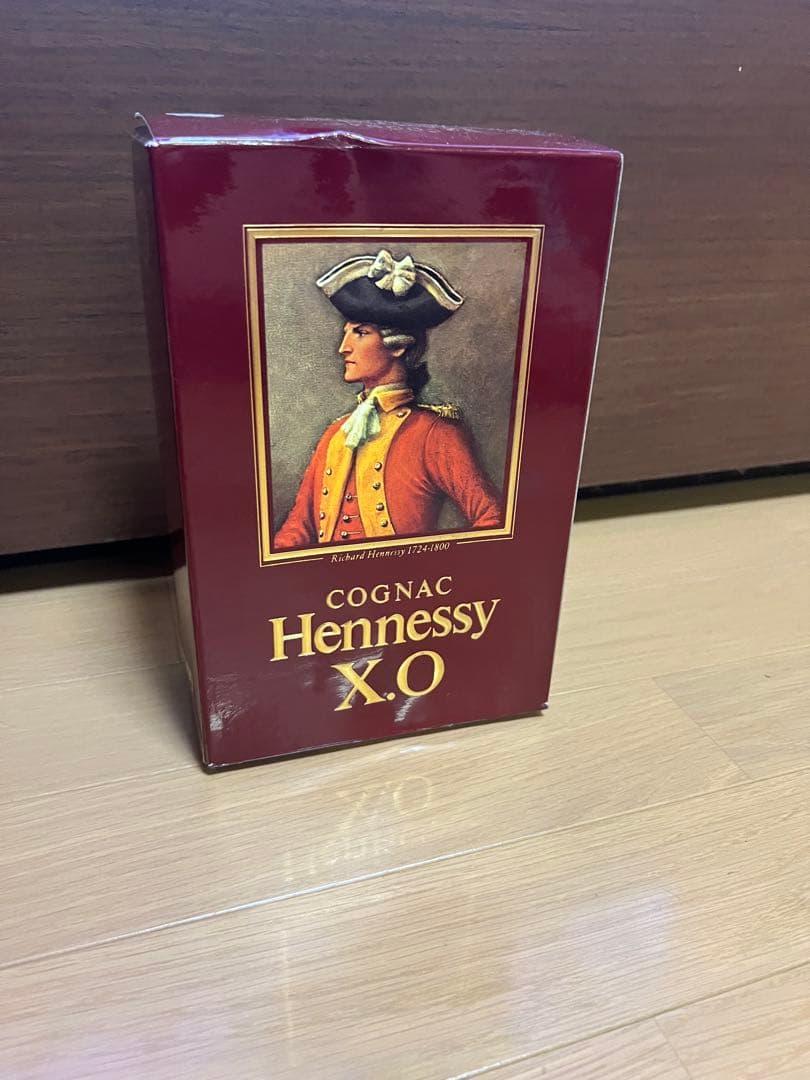 Richard Hennessy 1724-1800
COGNAC
Hennessy
X.O